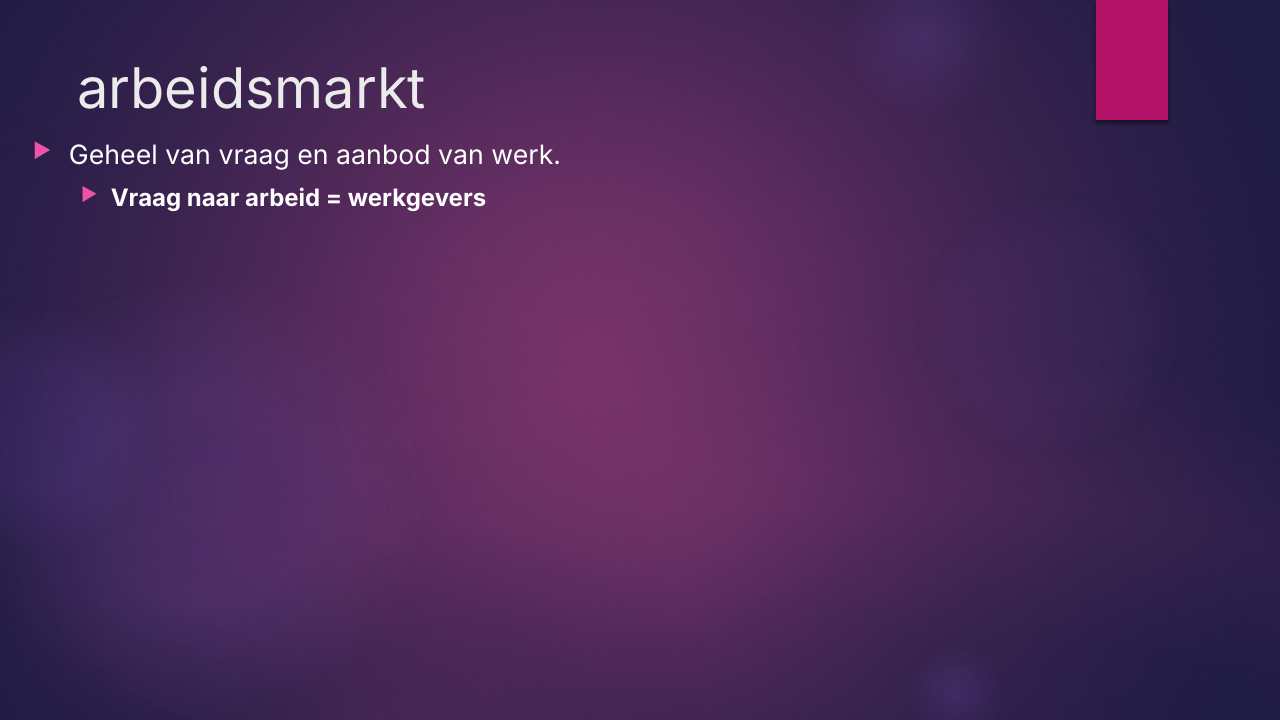 arbeidsmarkt
Geheel van vraag en aanbod van werk.
Vraag naar arbeid = werkgevers